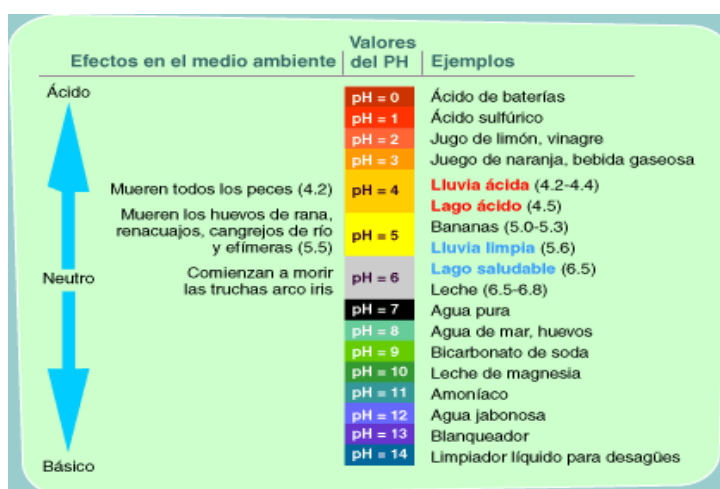 Efectos en el medio ambiente
Valores
del PH
Ejemplos
Ácido
pH = 0
Ácido de baterías
pH = 1
Ácido sulfúrico
pH = 2
Jugo de limón, vinagre
pH = 3
Juego de naranja, bebida gaseosa
Mueren todos los peces (4.2)
pH = 4
Lluvia ácida (4.2-4.4)
Lago ácido (4.5)
Mueren los huevos de rana,
renacuajos, cangrejos de río
y efímeras (5.5)
pH = 5
Bananas (5.0-5.3)
Lluvia limpia (5.6)
Neutro
Comienzan a morir
las truchas arco iris
pH = 6
Lago saludable (6.5)
Leche (6.5-6.8)
pH = 7
Agua pura
pH = 8
Agua de mar, huevos
pH = 9
Bicarbonato de soda
pH = 10
Leche de magnesia
pH = 11
Amoníaco
pH = 12
Agua jabonosa
pH = 13
Blanqueador
Básico
pH = 14
Limpiador líquido para desagües